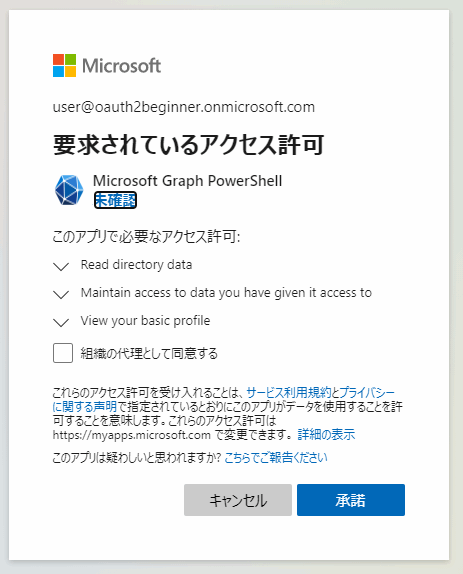 Microsoft
user@oauth2beginner.onmicrosoft.com
要求されているアクセス許可
Microsoft Graph PowerShell
未確認
このアプリで必要なアクセス許可:
Read directory data
Maintain access to data you have given it access to
View your basic profile
組織の代理として同意する
これらのアクセス許可を受け入れることは、サービス利用規約とプライバシー
に関する声明で指定されているとおりにこのアプリがデータを使用することを許
可することを意味します。これらのアクセス許可は
https://myapps.microsoft.com で変更できます。 詳細の表示
このアプリは疑わしいと思われますか? こちらでご報告ください
キャンセル
承諾